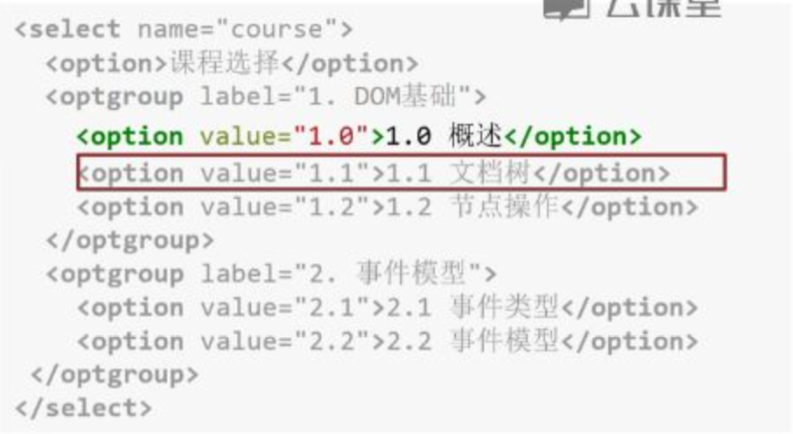 云课堂
<select name="course">
<option>课程选择</option>
<optgroup label="1. DOM基础">
<option value="1.0">1.0 概述</option>
<option value="1.1">1.1 文档树</option>
<option value="1.2">1.2 节点操作</option>
</optgroup>
<optgroup label="2. 事件模型">
<option value="2.1">2.1 事件类型</option>
<option value="2.2">2.2 事件模型</option>
</optgroup>
</select>